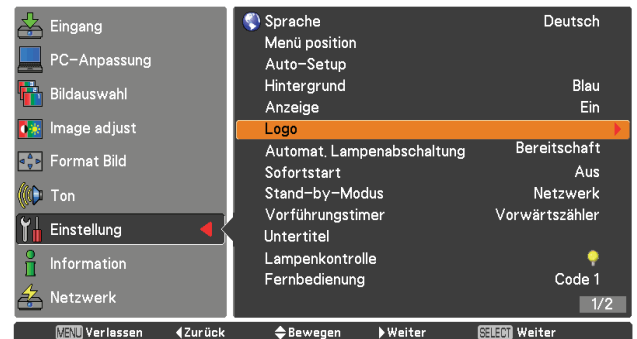 Eingang
PC-Anpassung
Bildauswahl
Image adjust
Format Bild
Ton
Einstellung
Information
Netzwerk
Sprache Deutsch
Menü position
Auto-Setup
Hintergrund Blau
Anzeige Ein
Logo
Automat. Lampenabschaltung Bereitschaft
Sofortstart Aus
Stand-by-Modus Netzwerk
Vorführungstimer Vorwärtszähler
Untertitel
Lampenkontrolle
Fernbedienung Code 1
1/2
MENU Verlassen Zurück Bewegen Weiter SELECT Weiter